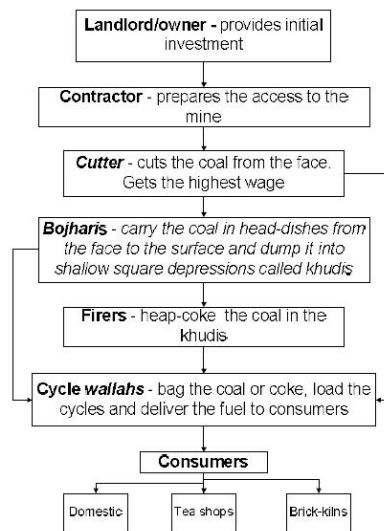 Landlord/owner - provides initial
investment
Contractor - prepares the access to the
mine
Cutter - cuts the coal from the face.
Gets the highest wage
Bojharis - carry the coal in head-dishes from
the face to the surface and dump it into
shallow square depressions called khudis
Firers - heap-coke the coal in the
khudis
Cycle wallahs - bag the coal or coke, load the
cycles and deliver the fuel to consumers
Consumers
Domestic
Tea shops
Brick-kilns